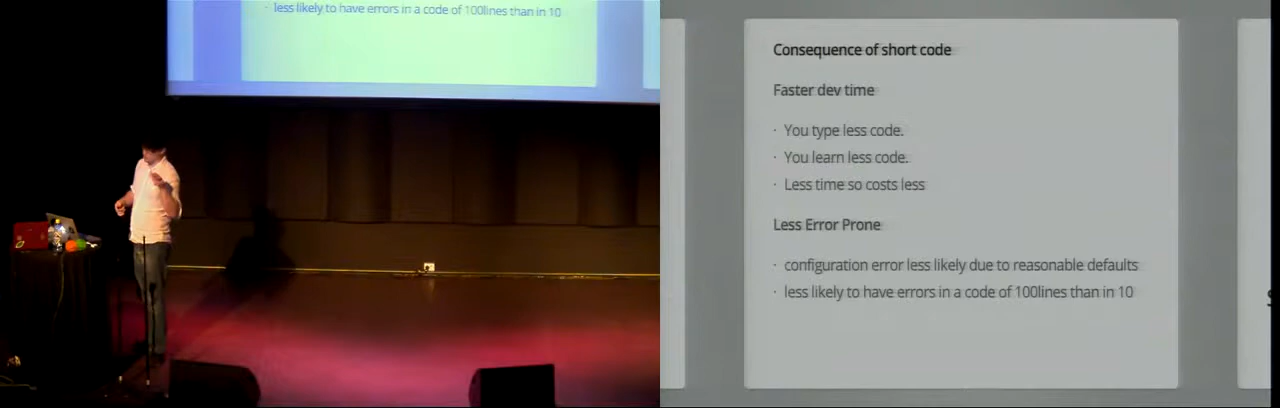 · less likely to have errors in a code of 100lines than in 10
Consequence of short code
Faster dev time
· You type less code.
· You learn less code.
· Less time so costs less
Less Error Prone
· configuration error less likely due to reasonable defaults
· less likely to have errors in a code of 100lines than in 10